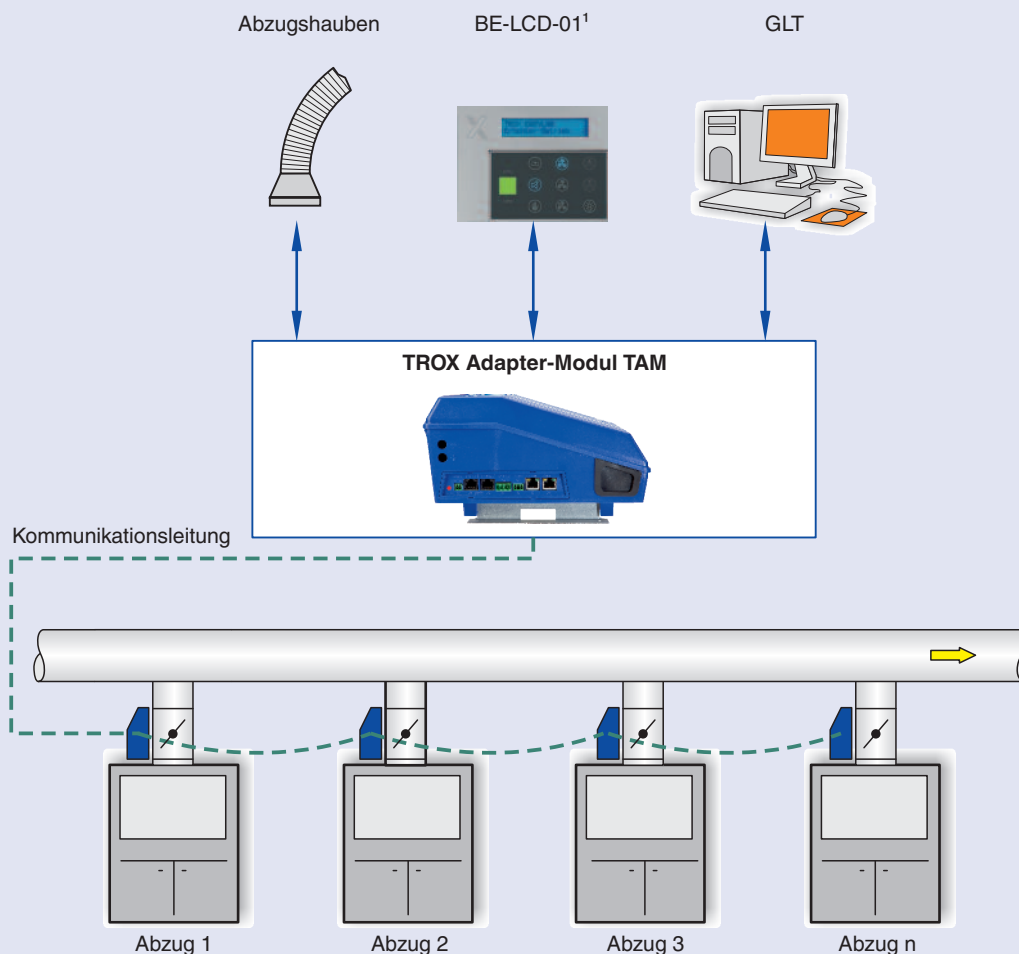 Abzugshauben
BE-LCD-01¹
GLT
TROX Adapter-Modul TAM
Kommunikationsleitung
Abzug 1
Abzug 2
Abzug 3
Abzug n